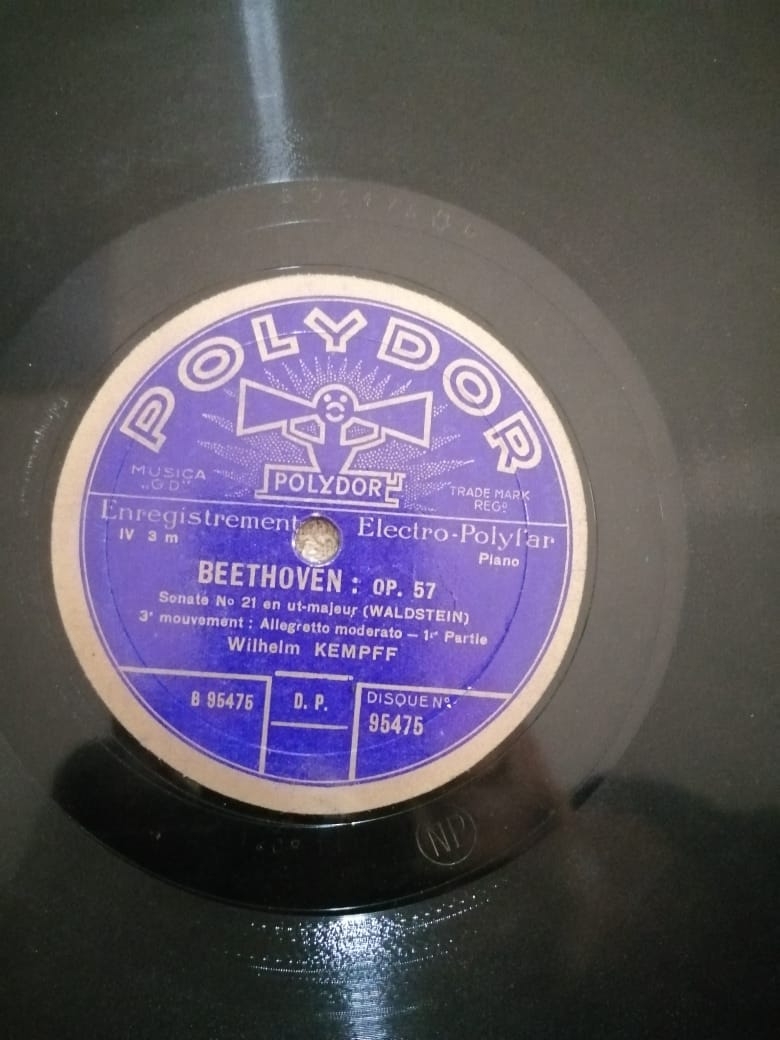 POLYDOR
POLYDOR
MUSICA
„GD"
TRADE MARK
REGD
Enregistrement Electro-Polyfar
IV 3 m
Piano
BEETHOVEN : OP. 57
Sonate No 21 en ut-majeur (WALDSTEIN)
3e mouvement : Allegretto moderato — 1re Partie
Wilhelm KEMPFF
B 95475
D. P.
DISQUE No
95475
NP